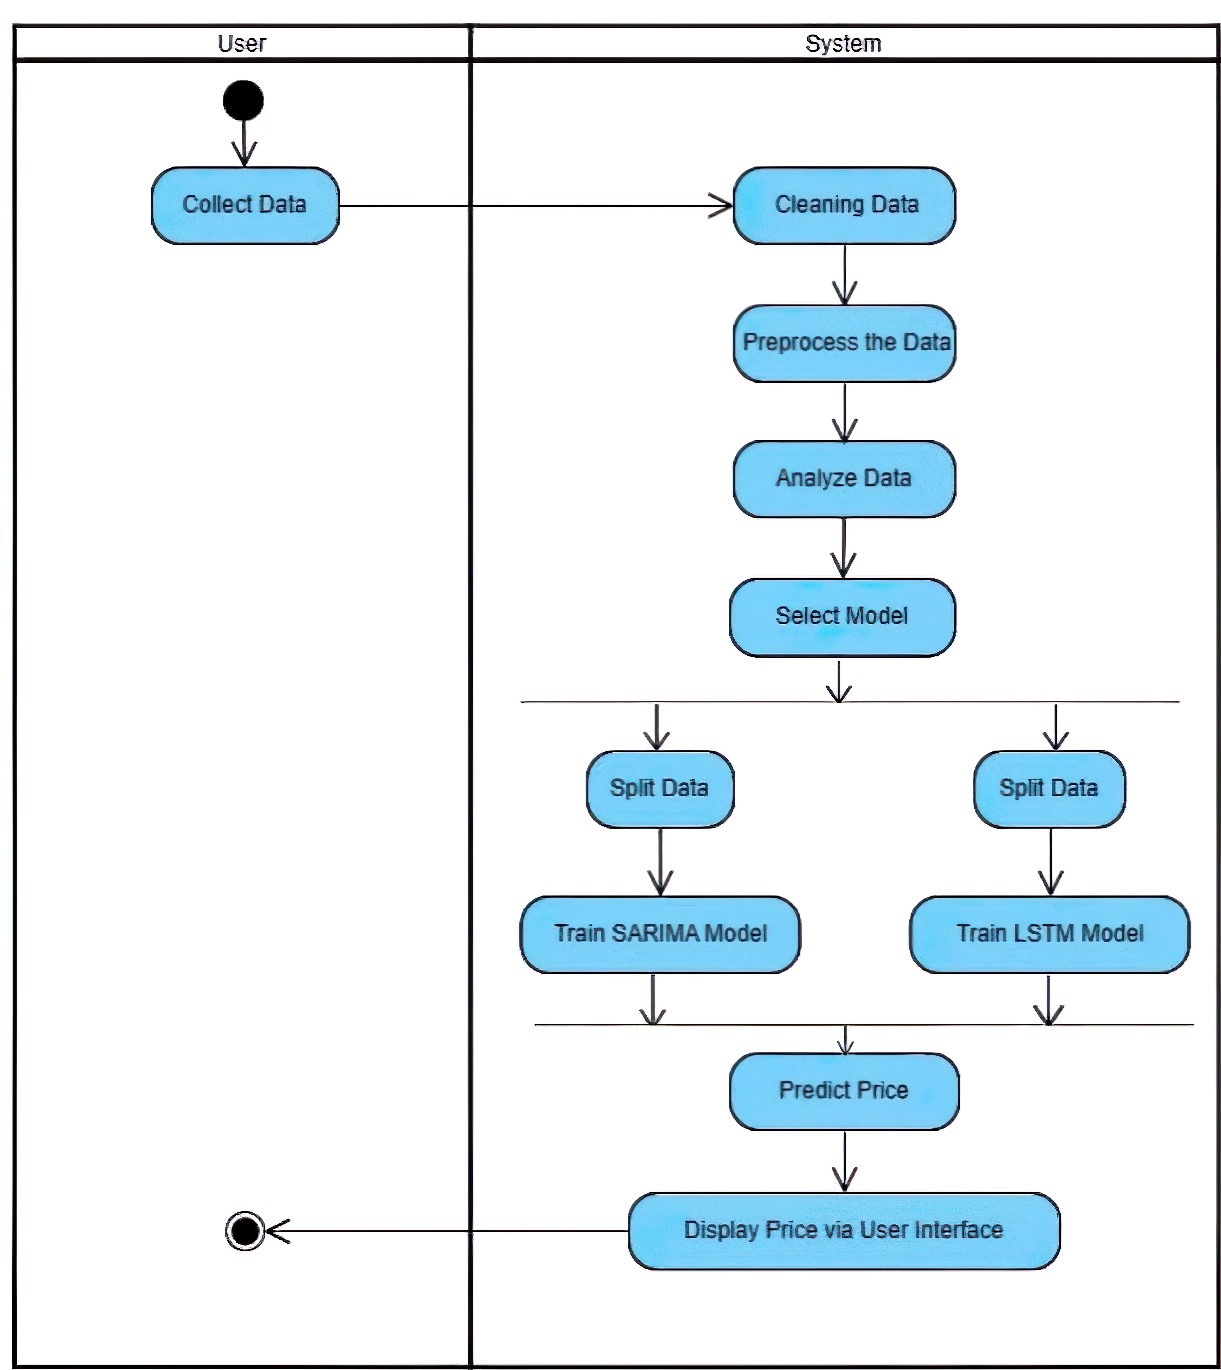 User
System
Collect Data
Cleaning Data
Preprocess the Data
Analyze Data
Select Model
Split Data
Split Data
Train SARIMA Model
Train LSTM Model
Predict Price
Display Price via User Interface